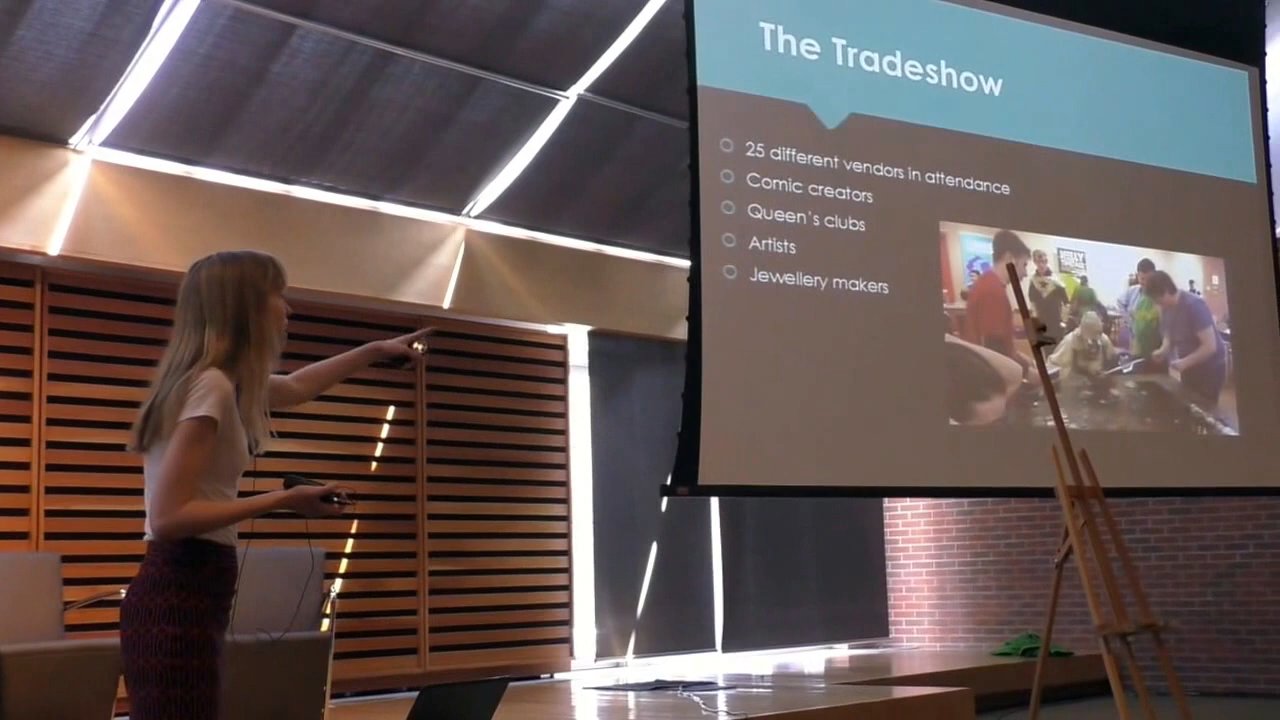 The Tradeshow
25 different vendors in attendance
Comic creators
Queen's clubs
Artists
Jewellery makers